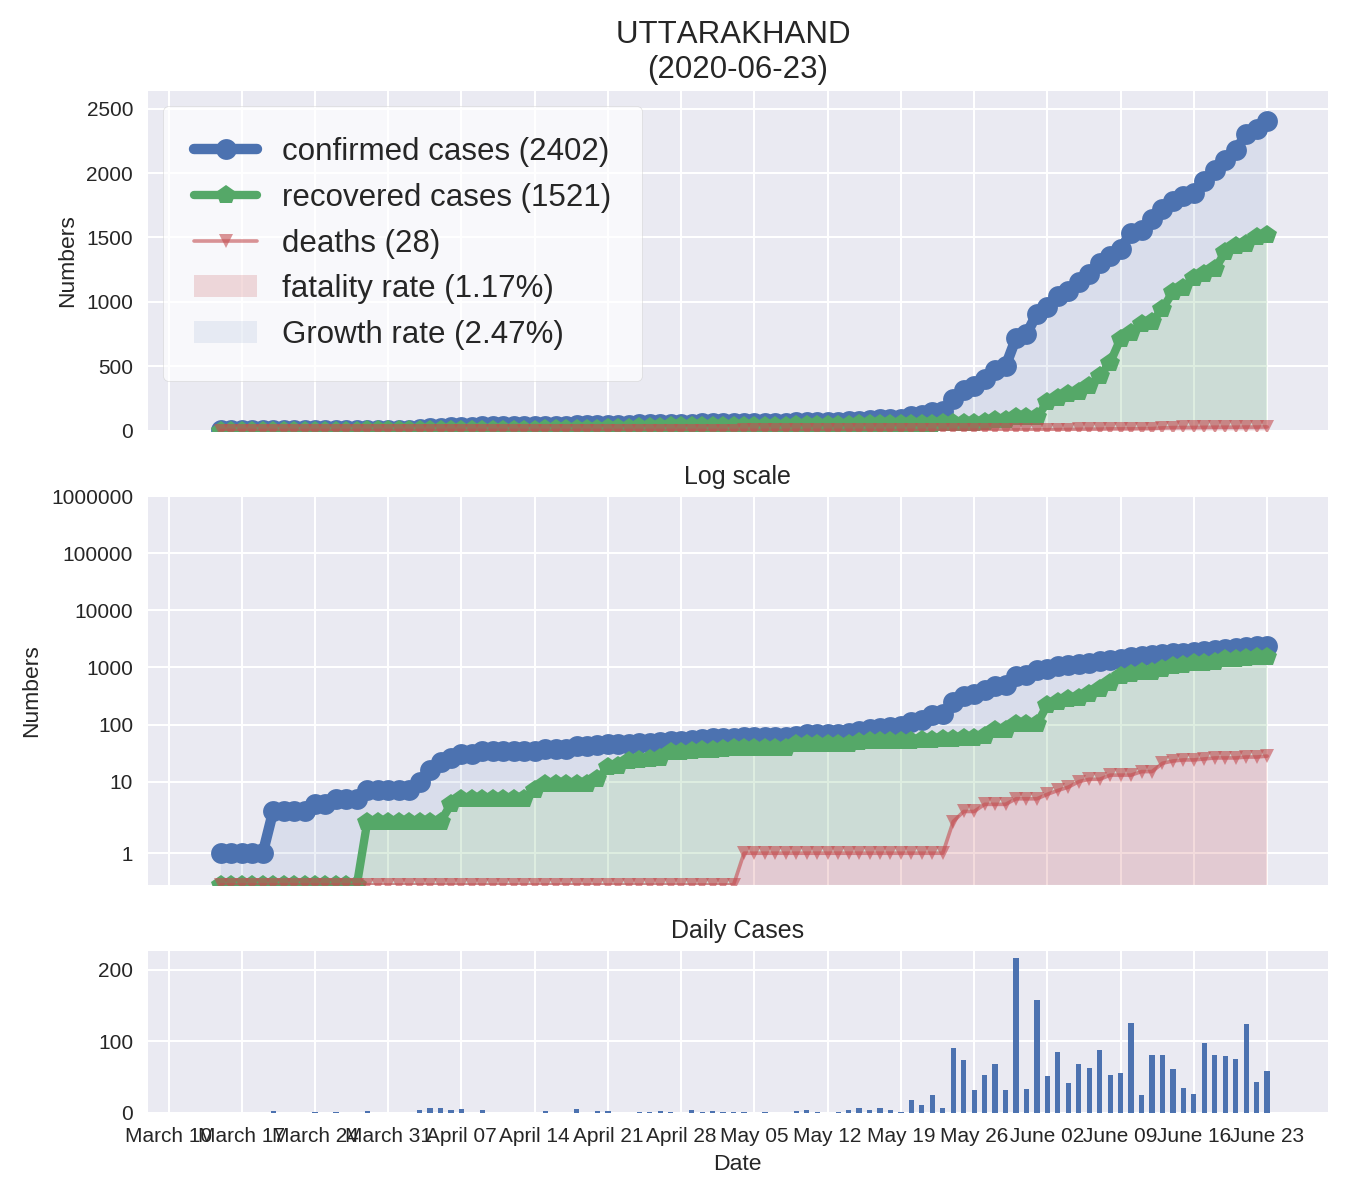 UTTARAKHAND
(2020-06-23)
2500
2000
1500
1000
500
0
Numbers
confirmed cases (2402)
recovered cases (1521)
deaths (28)
fatality rate (1.17%)
Growth rate (2.47%)
Log scale
1000000
100000
10000
1000
100
10
1
Numbers
Daily Cases
200
100
0
March 10 March 17 March 24 March 31 April 07 April 14 April 21 April 28 May 05 May 12 May 19 May 26 June 02 June 09 June 16 June 23
Date